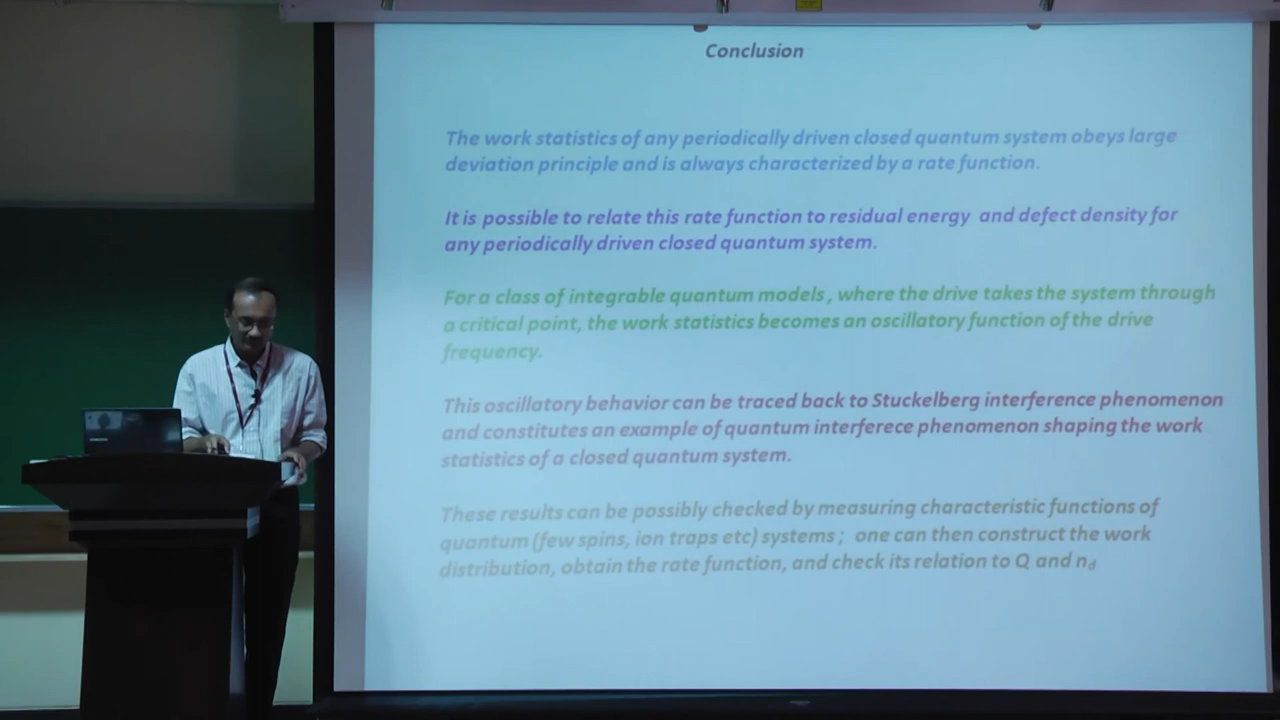 Conclusion
The work statistics of any periodically driven closed quantum system obeys large
deviation principle and is always characterized by a rate function.
It is possible to relate this rate function to residual energy and defect density for
any periodically driven closed quantum system.
For a class of integrable quantum models , where the drive takes the system through
a critical point, the work statistics becomes an oscillatory function of the drive
frequency.
This oscillatory behavior can be traced back to Stuckelberg interference phenomenon
and constitutes an example of quantum interferece phenomenon shaping the work
statistics of a closed quantum system.
These results can be possibly checked by measuring characteristic functions of
quantum (few spins, ion traps etc) systems ; one can then construct the work
distribution, obtain the rate function, and check its relation to Q and nd